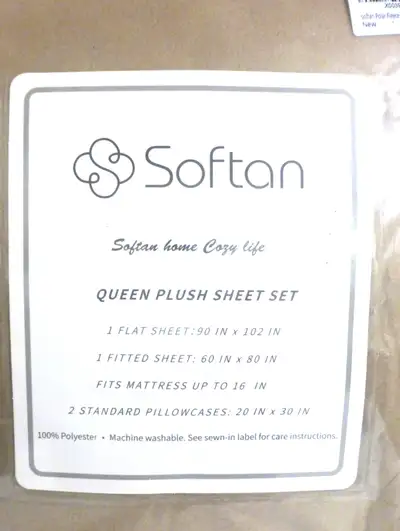 New
Softan
Softan home Cozy life
QUEEN PLUSH SHEET SET
1 FLAT SHEET:90 IN x 102 IN
1 FITTED SHEET: 60 IN x 80 IN
FITS MATTRESS UP TO 16 IN
2 STANDARD PILLOWCASES: 20 IN x 30 IN
100% Polyester • Machine washable. See sewn-in label for care instructions.